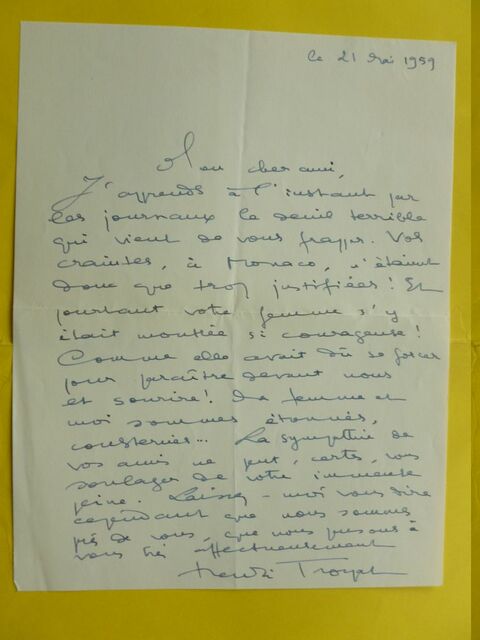 Ce 21 Mai 1959
Mon cher ami,
J'apprends à l'instant par
les journaux le deuil terrible
qui vient de vous frapper. Vos
craintes, à Monaco, n'étaient
donc que trop justifiées ! Et
pourtant votre femme s'y
était montrée si courageuse !
Comme elle avait dû se forcer
pour paraître devant nous
et sourire ! Ma femme et
moi sommes étonnés,
consternés... La sympathie de
vos amis ne peut, certes, vous
soulager de votre immense
peine. Laissez-moi vous dire
cependant que nous sommes
près de vous, que nous pensons à
vous très affectueusement
Henri Troyat